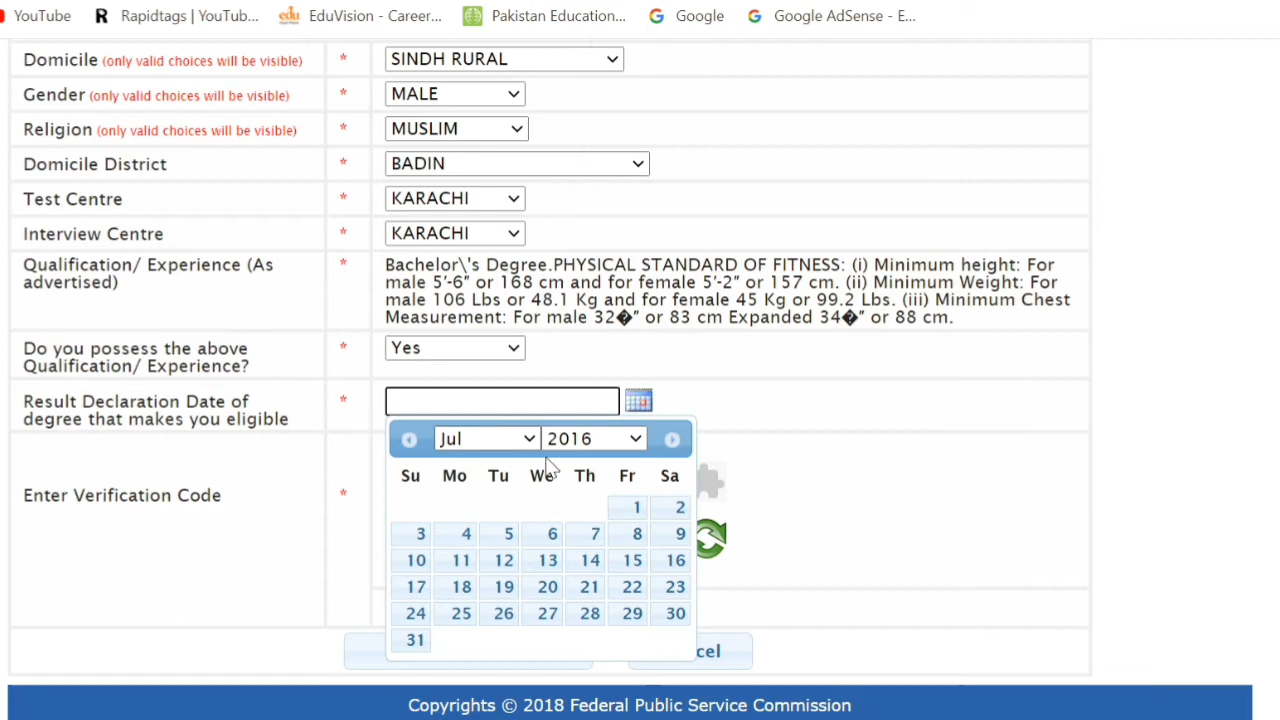 YouTube Rapidtags | YouTub... EduVision - Career... Pakistan Education... Google Google AdSense - E...
Domicile (only valid choices will be visible) * SINDH RURAL
Gender (only valid choices will be visible) * MALE
Religion (only valid choices will be visible) * MUSLIM
Domicile District * BADIN
Test Centre * KARACHI
Interview Centre * KARACHI
Qualification/ Experience (As
advertised) *
Bachelor\'s Degree.PHYSICAL STANDARD OF FITNESS: (i) Minimum height: For
male 5′-6″ or 168 cm and for female 5′-2″ or 157 cm. (ii) Minimum Weight: For
male 106 Lbs or 48.1 Kg and for female 45 Kg or 99.2 Lbs. (iii) Minimum Chest
Measurement: For male 32�″ or 83 cm Expanded 34�″ or 88 cm.
Do you possess the above
Qualification/ Experience? * Yes
Result Declaration Date of
degree that makes you eligible *
Jul 2016
Su Mo Tu We Th Fr Sa
1 2
3 4 5 6 7 8 9
10 11 12 13 14 15 16
17 18 19 20 21 22 23
24 25 26 27 28 29 30
31
Enter Verification Code *
cel
Copyrights © 2018 Federal Public Service Commission